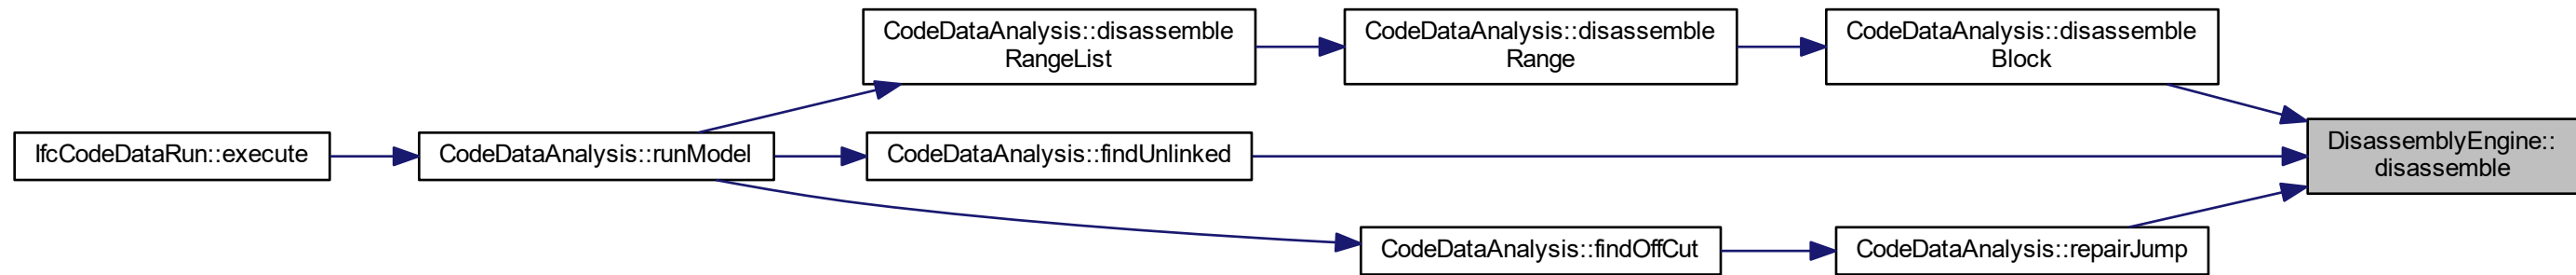 CodeDataAnalysis::disassemble
RangeList
CodeDataAnalysis::disassemble
Range
CodeDataAnalysis::disassemble
Block
IfcCodeDataRun::execute
CodeDataAnalysis::runModel
CodeDataAnalysis::findUnlinked
DisassemblyEngine::
disassemble
CodeDataAnalysis::findOffCut
CodeDataAnalysis::repairJump